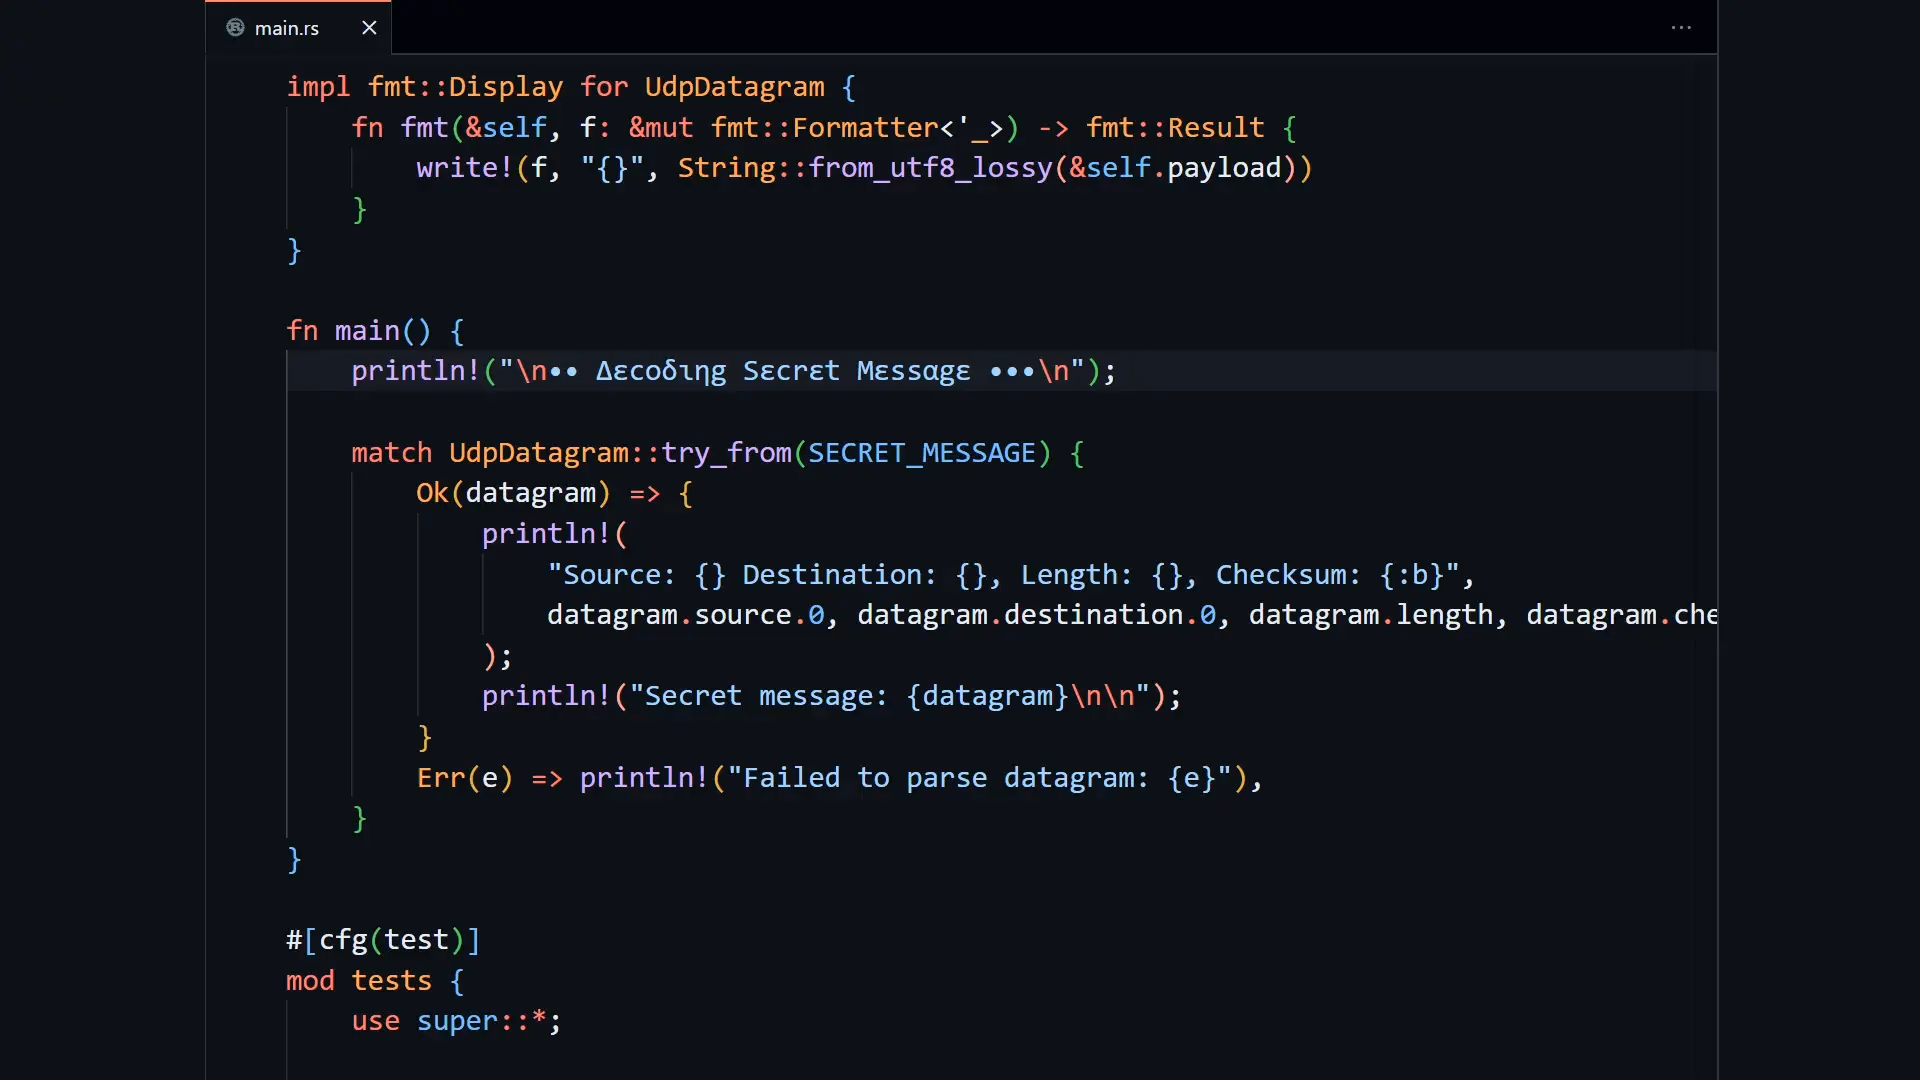 main.rs
impl fmt::Display for UdpDatagram {
fn fmt(&self, f: &mut fmt::Formatter<'_>) -> fmt::Result {
write!(f, "{}", String::from_utf8_lossy(&self.payload))
}
}
fn main() {
println!("\n•• Δεcοδιηg Sεcrεt Mεssαgε •••\n");
match UdpDatagram::try_from(SECRET_MESSAGE) {
Ok(datagram) => {
println!(
"Source: {} Destination: {}, Length: {}, Checksum: {:b}",
datagram.source.0, datagram.destination.0, datagram.length, datagram.che
);
println!("Secret message: {datagram}\n\n");
}
Err(e) => println!("Failed to parse datagram: {e}"),
}
}
#[cfg(test)]
mod tests {
use super::*;